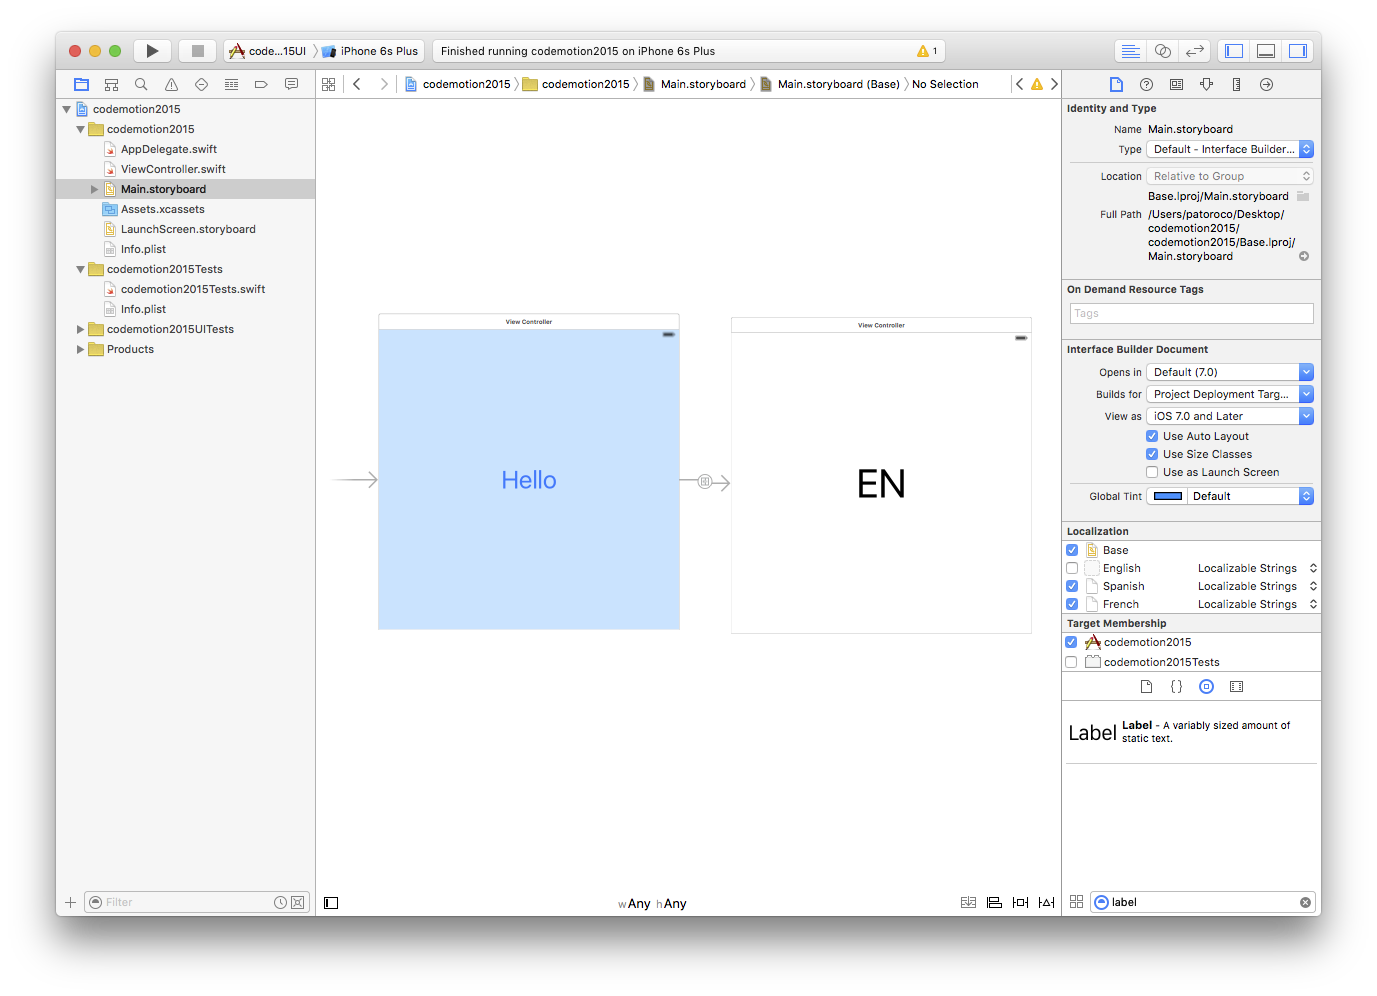 code...15UI
iPhone 6s Plus
Finished running codemotion2015 on iPhone 6s Plus
1
codemotion2015
codemotion2015
Main.storyboard
Main.storyboard (Base)
No Selection
codemotion2015
codemotion2015
AppDelegate.swift
ViewController.swift
Main.storyboard
Assets.xcassets
LaunchScreen.storyboard
Info.plist
codemotion2015Tests
codemotion2015Tests.swift
Info.plist
codemotion2015UITests
Products
Filter
View Controller
Hello
View Controller
EN
wAny hAny
Identity and Type
Name Main.storyboard
Type Default - Interface Builder...
Location Relative to Group
Base.lproj/Main.storyboard
Full Path /Users/patoroco/Desktop/
codemotion2015/
codemotion2015/Base.lproj/
Main.storyboard
On Demand Resource Tags
Tags
Interface Builder Document
Opens in Default (7.0)
Builds for Project Deployment Targ...
View as iOS 7.0 and Later
Use Auto Layout
Use Size Classes
Use as Launch Screen
Global Tint Default
Localization
Base
English Localizable Strings
Spanish Localizable Strings
French Localizable Strings
Target Membership
codemotion2015
codemotion2015Tests
{}
Label
Label - A variably sized amount of
static text.
label